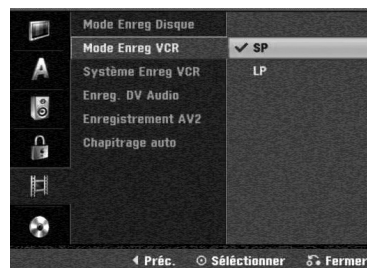 Mode Enreg Disque
Mode Enreg VCR
✓ SP
Système Enreg VCR
LP
Enreg. DV Audio
Enregistrement AV2
Chapitrage auto
Préc. Séléctionner Fermer